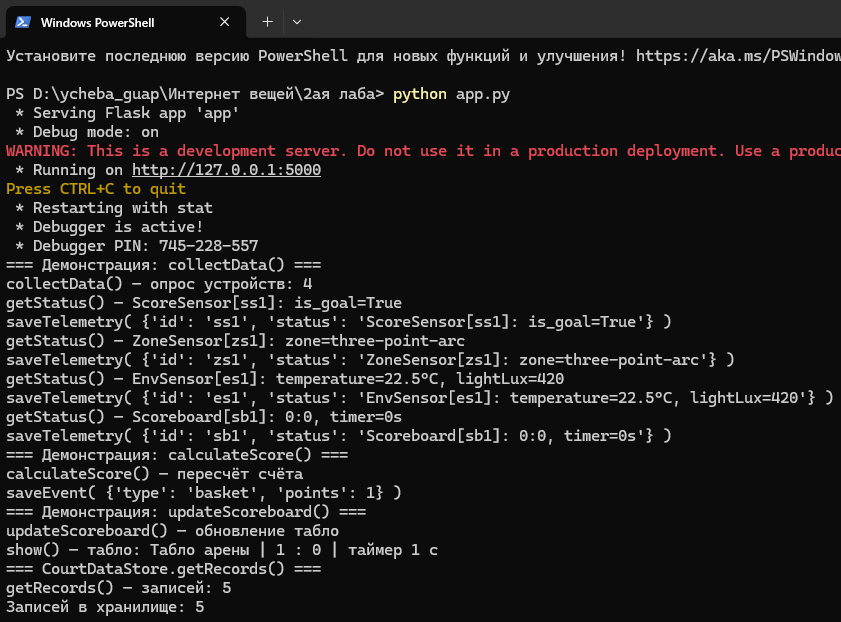 Windows PowerShell
Установите последнюю версию PowerShell для новых функций и улучшения! https://aka.ms/PSWindow
PS D:\ycheba_guap\Интернет вещей\2ая лаба> python app.py
* Serving Flask app 'app'
* Debug mode: on
WARNING: This is a development server. Do not use it in a production deployment. Use a produc
* Running on http://127.0.0.1:5000
Press CTRL+C to quit
* Restarting with stat
* Debugger is active!
* Debugger PIN: 745-228-557
=== Демонстрация: collectData() ===
collectData() — опрос устройств: 4
getStatus() — ScoreSensor[ss1]: is_goal=True
saveTelemetry( {'id': 'ss1', 'status': 'ScoreSensor[ss1]: is_goal=True'} )
getStatus() — ZoneSensor[zs1]: zone=three-point-arc
saveTelemetry( {'id': 'zs1', 'status': 'ZoneSensor[zs1]: zone=three-point-arc'} )
getStatus() — EnvSensor[es1]: temperature=22.5°C, lightLux=420
saveTelemetry( {'id': 'es1', 'status': 'EnvSensor[es1]: temperature=22.5°C, lightLux=420'} )
getStatus() — Scoreboard[sb1]: 0:0, timer=0s
saveTelemetry( {'id': 'sb1', 'status': 'Scoreboard[sb1]: 0:0, timer=0s'} )
=== Демонстрация: calculateScore() ===
calculateScore() — пересчёт счёта
saveEvent( {'type': 'basket', 'points': 1} )
=== Демонстрация: updateScoreboard() ===
updateScoreboard() — обновление табло
show() — табло: Табло арены | 1 : 0 | таймер 1 с
=== CourtDataStore.getRecords() ===
getRecords() — записей: 5
Записей в хранилище: 5